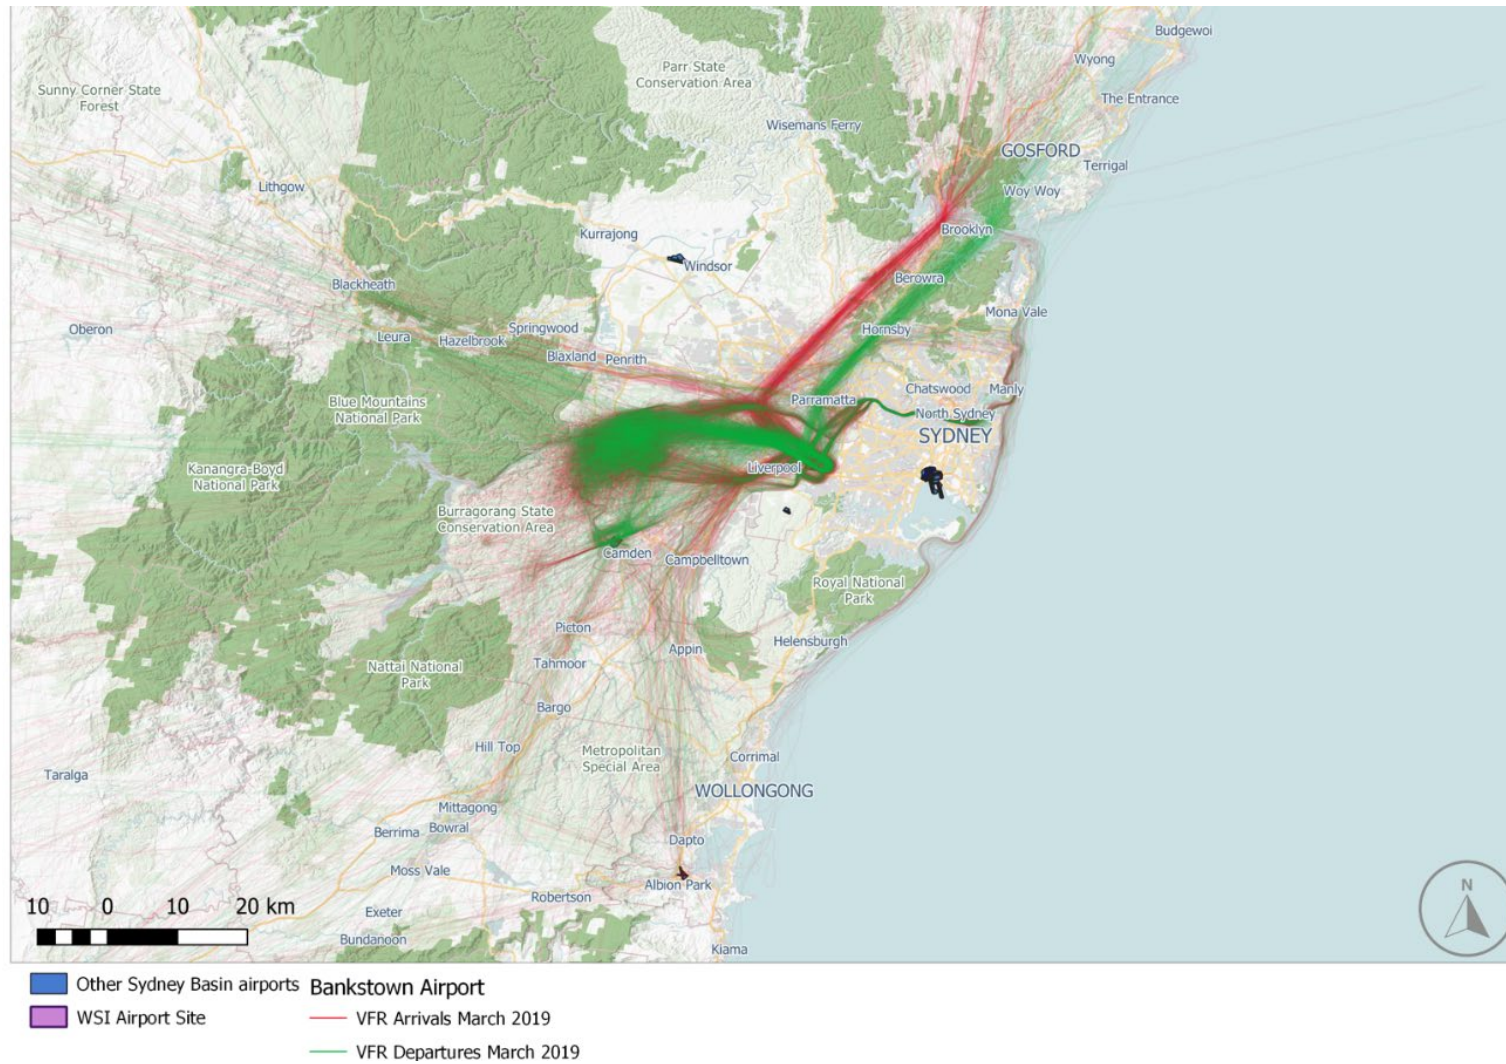 Budgewoi
Wyong
Parr State
Conservation Area
Sunny Corner State
Forest
The Entrance
Wisemans Ferry
GOSFORD
Terrigal
Lithgow
Woy Woy
Kurrajong
Brooklyn
Windsor
Berowra
Blackheath
Mona Vale
Oberon
Springwood
Hornsby
Leura
Hazelbrook
Blaxland
Penrith
Chatswood
Manly
Blue Mountains
National Park
Parramatta
North Sydney
SYDNEY
Kanangra-Boyd
National Park
Liverpool
Burragorang State
Conservation Area
Camden
Campbelltown
Royal National
Park
Picton
Helensburgh
Appin
Nattai National
Park
Tahmoor
Bargo
Hill Top
Metropolitan
Special Area
Corrimal
Taralga
WOLLONGONG
Mittagong
Berrima
Bowral
Dapto
Moss Vale
Albion Park
Robertson
N
10 0 10 20 km
Exeter
Bundanoon
Kiama
Other Sydney Basin airports
WSI Airport Site
Bankstown Airport
VFR Arrivals March 2019
VFR Departures March 2019